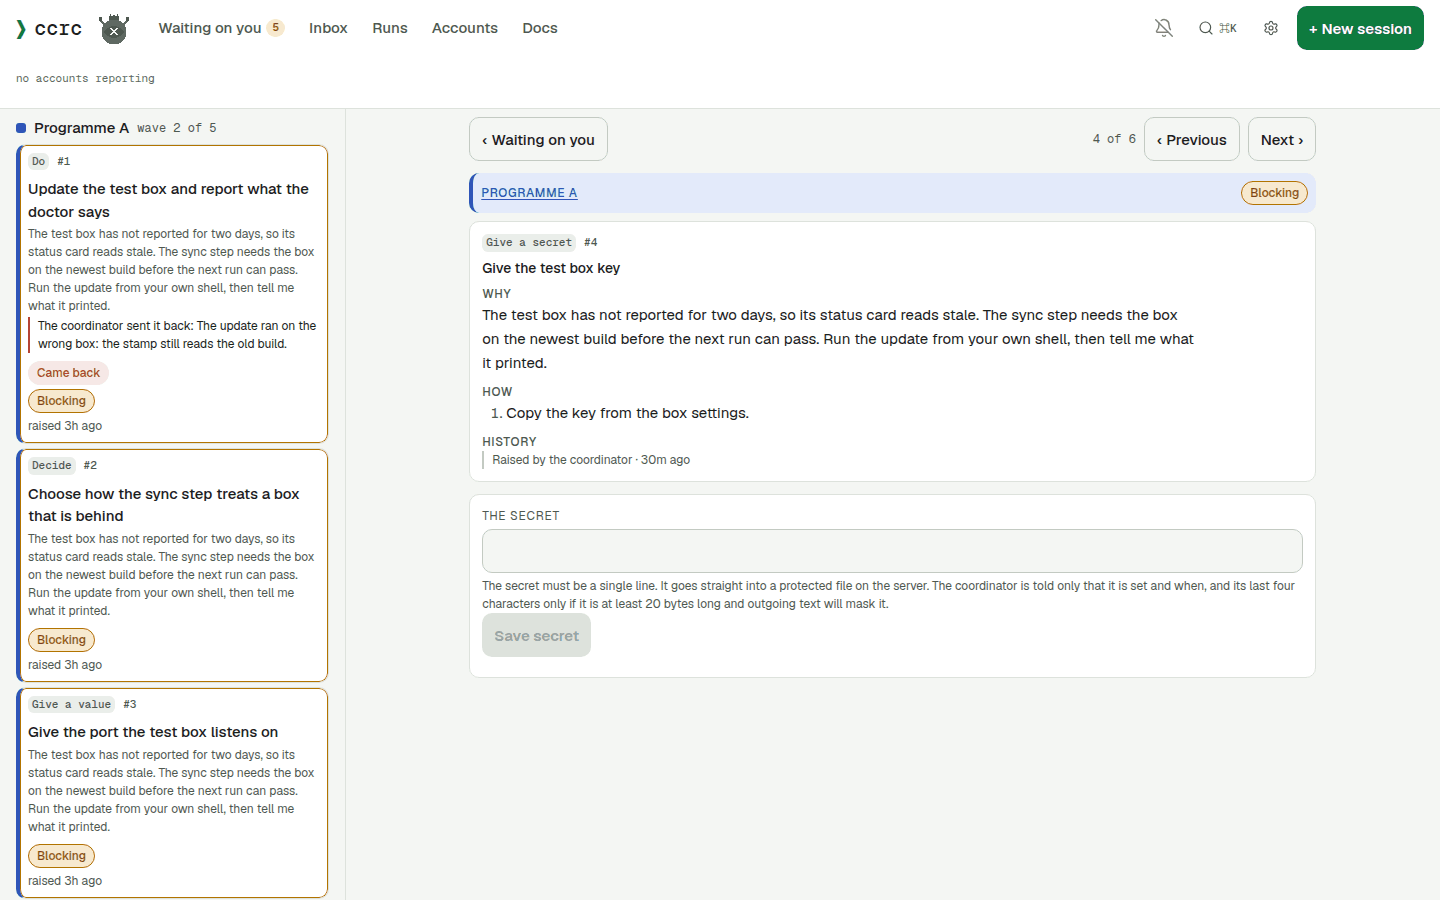 ccrc
Waiting on you 5
Inbox
Runs
Accounts
Docs
⌘K
+ New session
no accounts reporting
Programme A wave 2 of 5
Do #1
Update the test box and report what the
doctor says
The test box has not reported for two days, so its
status card reads stale. The sync step needs the box
on the newest build before the next run can pass.
Run the update from your own shell, then tell me
what it printed.
The coordinator sent it back: The update ran on the
wrong box: the stamp still reads the old build.
Came back
Blocking
raised 3h ago
Decide #2
Choose how the sync step treats a box
that is behind
The test box has not reported for two days, so its
status card reads stale. The sync step needs the box
on the newest build before the next run can pass.
Run the update from your own shell, then tell me
what it printed.
Blocking
raised 3h ago
Give a value #3
Give the port the test box listens on
The test box has not reported for two days, so its
status card reads stale. The sync step needs the box
on the newest build before the next run can pass.
Run the update from your own shell, then tell me
what it printed.
Blocking
raised 3h ago
‹ Waiting on you
4 of 6
‹ Previous
Next ›
PROGRAMME A
Blocking
Give a secret #4
Give the test box key
WHY
The test box has not reported for two days, so its status card reads stale. The sync step needs the box
on the newest build before the next run can pass. Run the update from your own shell, then tell me what
it printed.
HOW
1. Copy the key from the box settings.
HISTORY
Raised by the coordinator · 30m ago
THE SECRET
The secret must be a single line. It goes straight into a protected file on the server. The coordinator is told only that it is set and when, and its last four
characters only if it is at least 20 bytes long and outgoing text will mask it.
Save secret